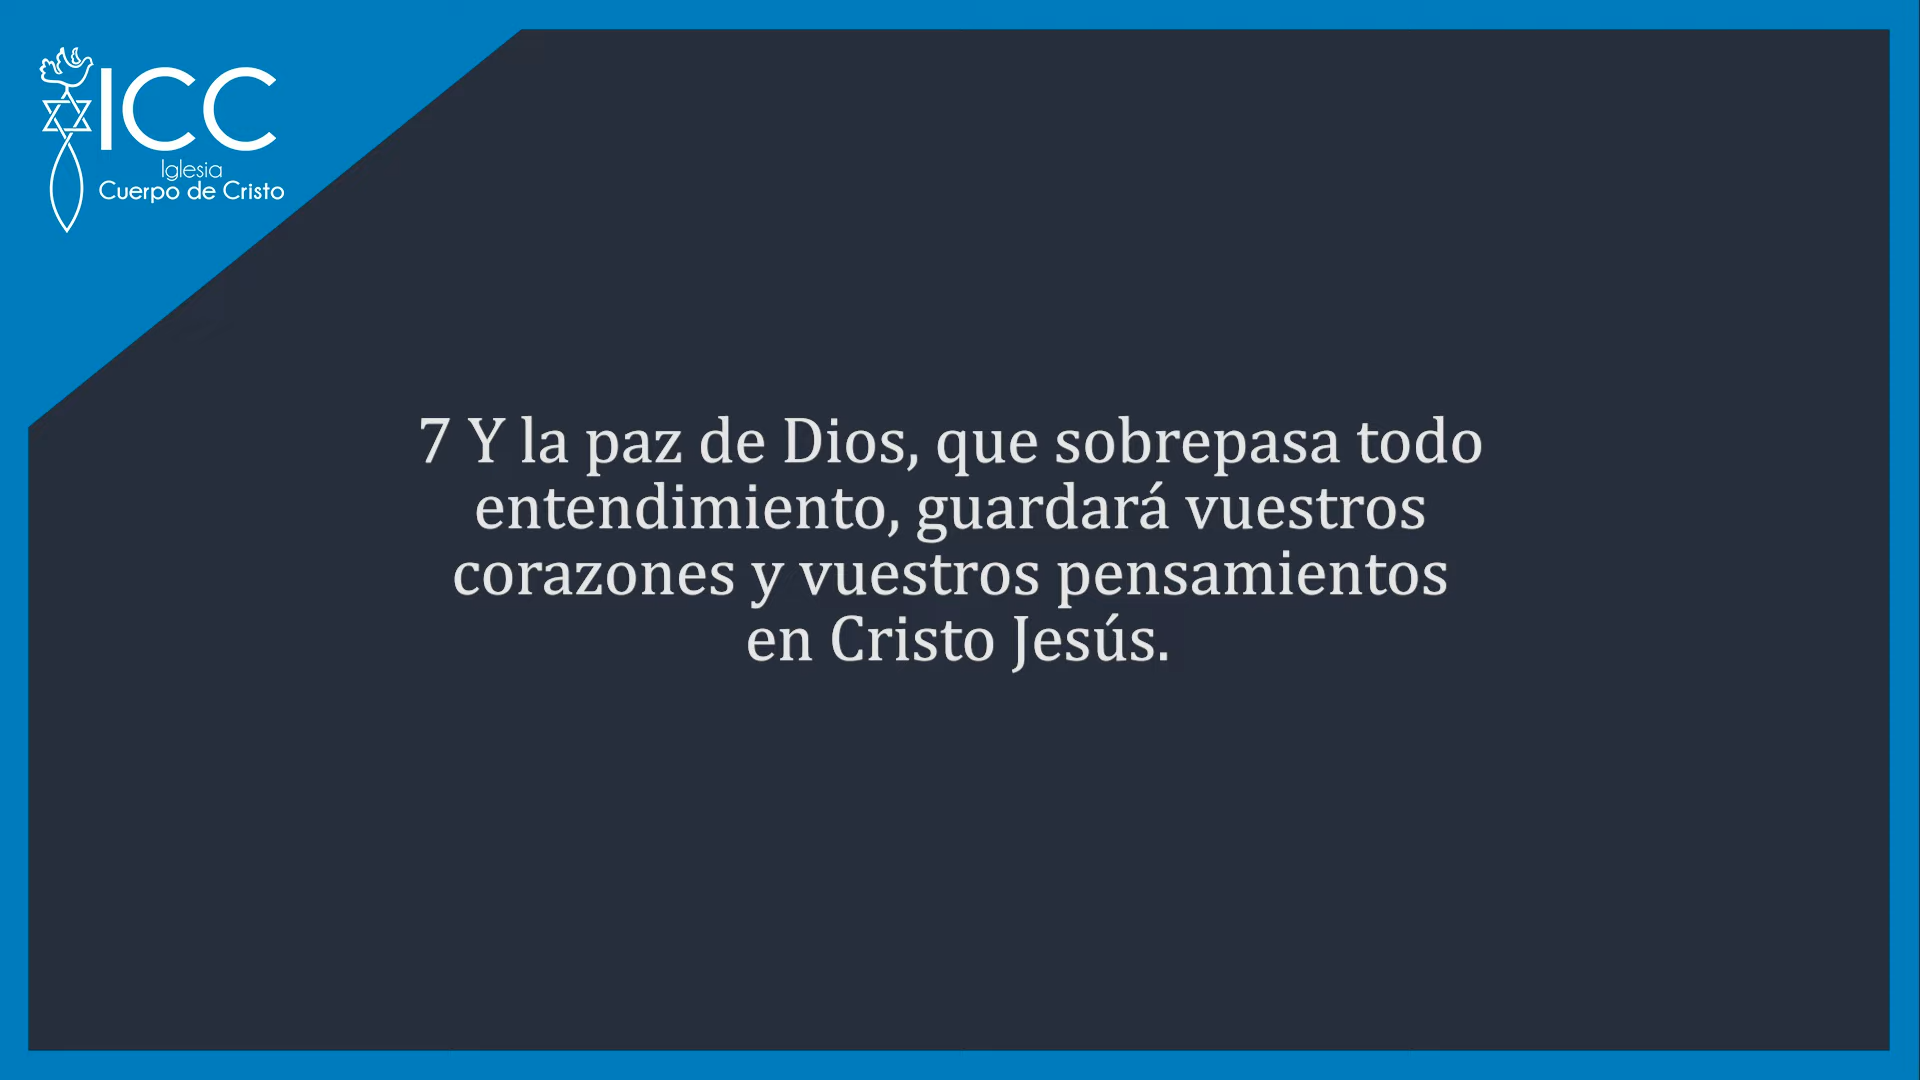 ICC
Iglesia
Cuerpo de Cristo
7 Y la paz de Dios, que sobrepasa todo
entendimiento, guardará vuestros
corazones y vuestros pensamientos
en Cristo Jesús.